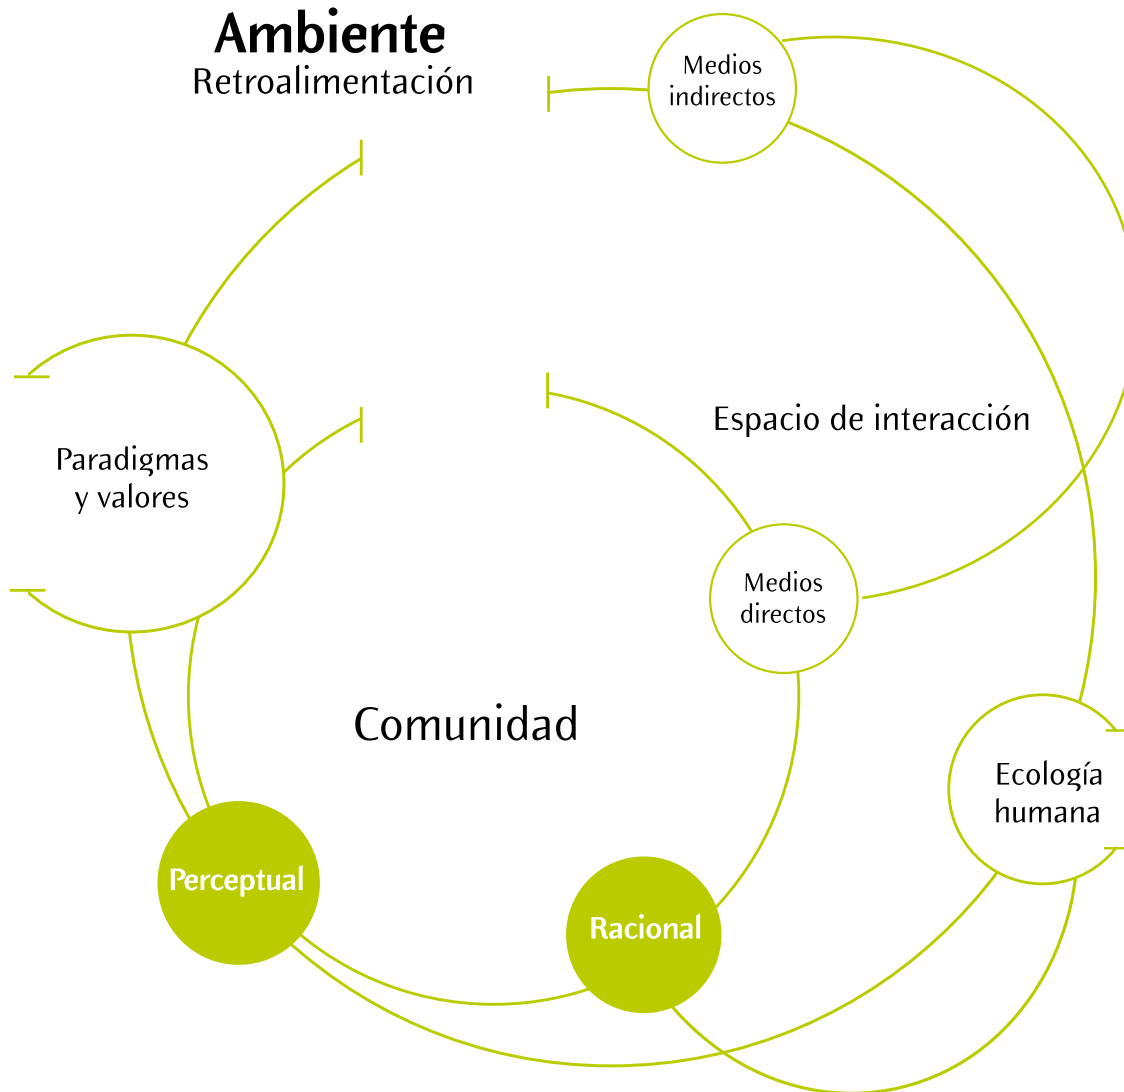 Ambiente
Retroalimentación
Medios
indirectos
Espacio de interacción
Paradigmas
y valores
Medios
directos
Comunidad
Ecología
humana
Perceptual
Racional